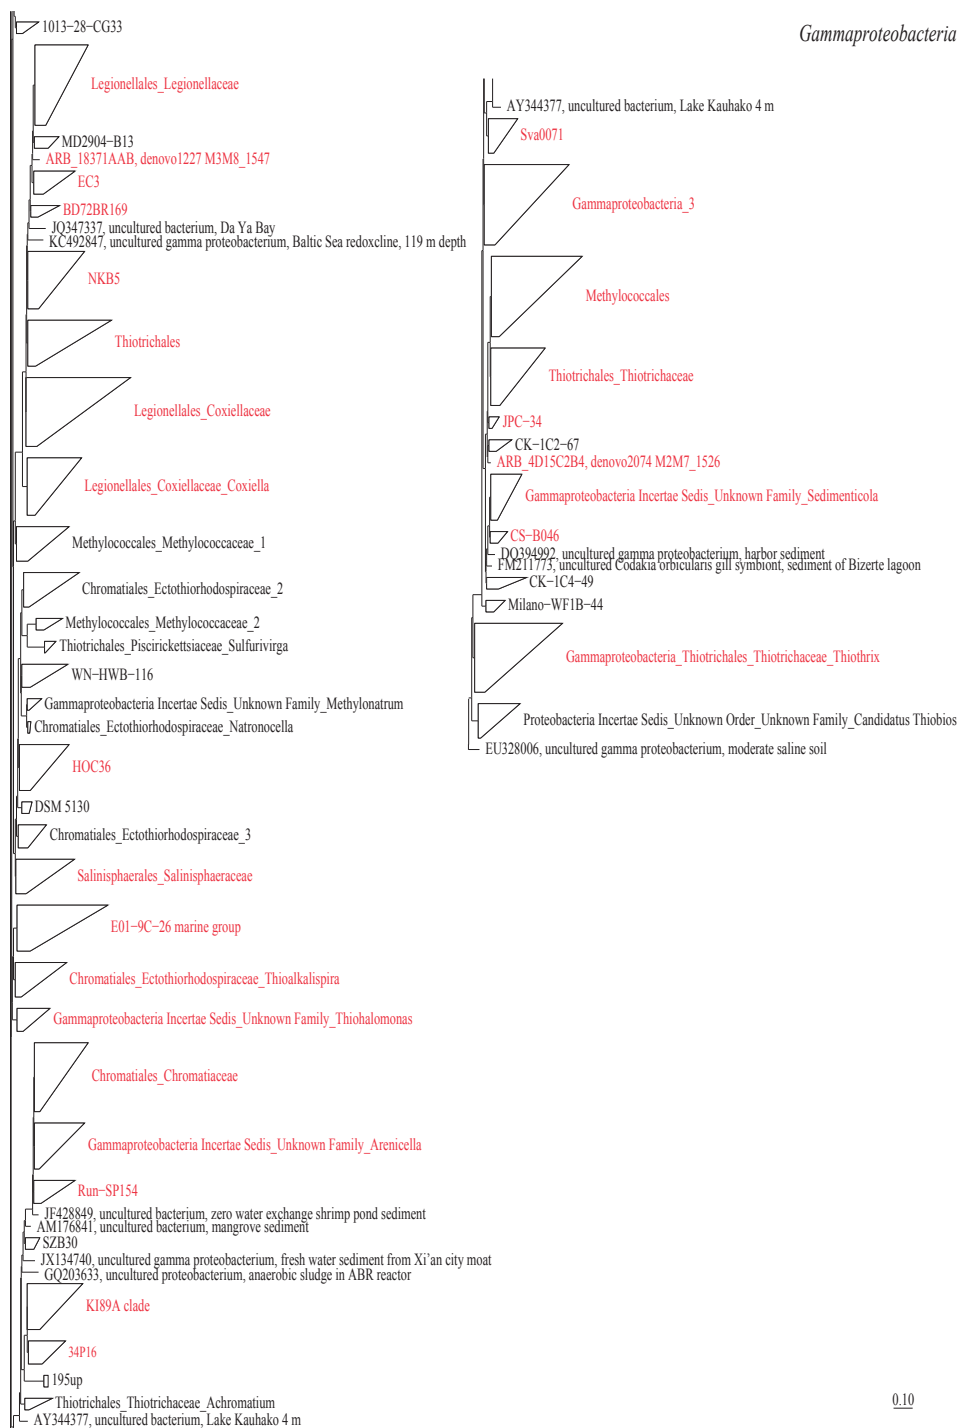 Gammaproteobacteria
1013−28−CG33
Legionellales_Legionellaceae
MD2904−B13
ARB_18371AAB, denovo1227 M3M8_1547
EC3
BD72BR169
JQ347337, uncultured bacterium, Da Ya Bay
KC492847, uncultured gamma proteobacterium, Baltic Sea redoxcline, 119 m depth
NKB5
Thiotrichales
Legionellales_Coxiellaceae
Legionellales_Coxiellaceae_Coxiella
Methylococcales_Methylococcaceae_1
Chromatiales_Ectothiorhodospiraceae_2
Methylococcales_Methylococcaceae_2
Thiotrichales_Piscirickettsiaceae_Sulfurivirga
WN−HWB−116
Gammaproteobacteria Incertae Sedis_Unknown Family_Methylonatrum
Chromatiales_Ectothiorhodospiraceae_Natronocella
HOC36
DSM 5130
Chromatiales_Ectothiorhodospiraceae_3
Salinisphaerales_Salinisphaeraceae
E01−9C−26 marine group
Chromatiales_Ectothiorhodospiraceae_Thioalkalispira
Gammaproteobacteria Incertae Sedis_Unknown Family_Thiohalomonas
Chromatiales_Chromatiaceae
Gammaproteobacteria Incertae Sedis_Unknown Family_Arenicella
Run−SP154
JF428849, uncultured bacterium, zero water exchange shrimp pond sediment
AM176841, uncultured bacterium, mangrove sediment
SZB30
JX134740, uncultured gamma proteobacterium, fresh water sediment from Xi'an city moat
GQ203633, uncultured proteobacterium, anaerobic sludge in ABR reactor
KI89A clade
34P16
195up
Thiotrichales_Thiotrichaceae_Achromatium
AY344377, uncultured bacterium, Lake Kauhako 4 m
AY344377, uncultured bacterium, Lake Kauhako 4 m
Sva0071
Gammaproteobacteria_3
Methylococcales
Thiotrichales_Thiotrichaceae
JPC−34
CK−1C2−67
ARB_4D15C2B4, denovo2074 M2M7_1526
Gammaproteobacteria Incertae Sedis_Unknown Family_Sedimenticola
CS−B046
DQ394992, uncultured gamma proteobacterium, harbor sediment
FM211773, uncultured Codakia orbicularis gill symbiont, sediment of Bizerte lagoon
CK−1C4−49
Milano−WF1B−44
Gammaproteobacteria_Thiotrichales_Thiotrichaceae_Thiothrix
Proteobacteria Incertae Sedis_Unknown Order_Unknown Family_Candidatus Thiobios
EU328006, uncultured gamma proteobacterium, moderate saline soil
0.10